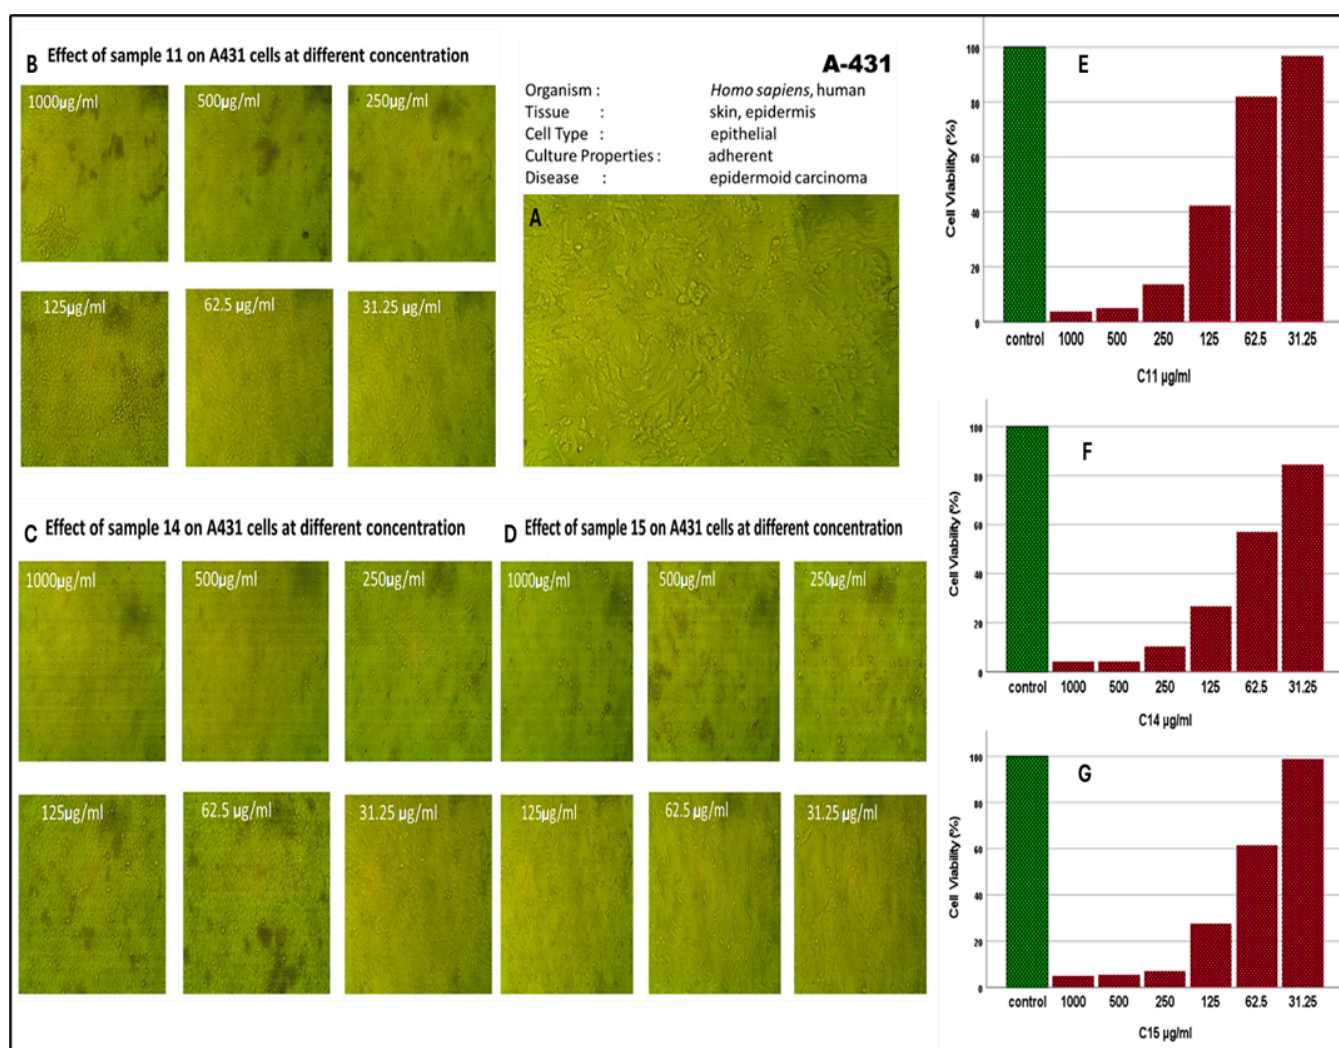 B Effect of sample 11 on A431 cells at different concentration
1000µg/ml
500µg/ml
250µg/ml
125µg/ml
62.5 µg/ml
31.25 µg/ml
A-431
Organism : Homo sapiens, human
Tissue : skin, epidermis
Cell Type : epithelial
Culture Properties : adherent
Disease : epidermoid carcinoma
A
C Effect of sample 14 on A431 cells at different concentration
1000µg/ml
500µg/ml
250µg/ml
125µg/ml
62.5 µg/ml
31.25 µg/ml
D Effect of sample 15 on A431 cells at different concentration
1000µg/ml
500µg/ml
250µg/ml
125µg/ml
62.5 µg/ml
31.25 µg/ml
E
Cell Viability (%)
100
80
60
40
20
0
control 1000 500 250 125 62.5 31.25
C11 µg/ml
F
Cell Viability (%)
100
80
60
40
20
0
control 1000 500 250 125 62.5 31.25
C14 µg/ml
G
Cell Viability (%)
100
80
60
40
20
0
control 1000 500 250 125 62.5 31.25
C15 µg/ml